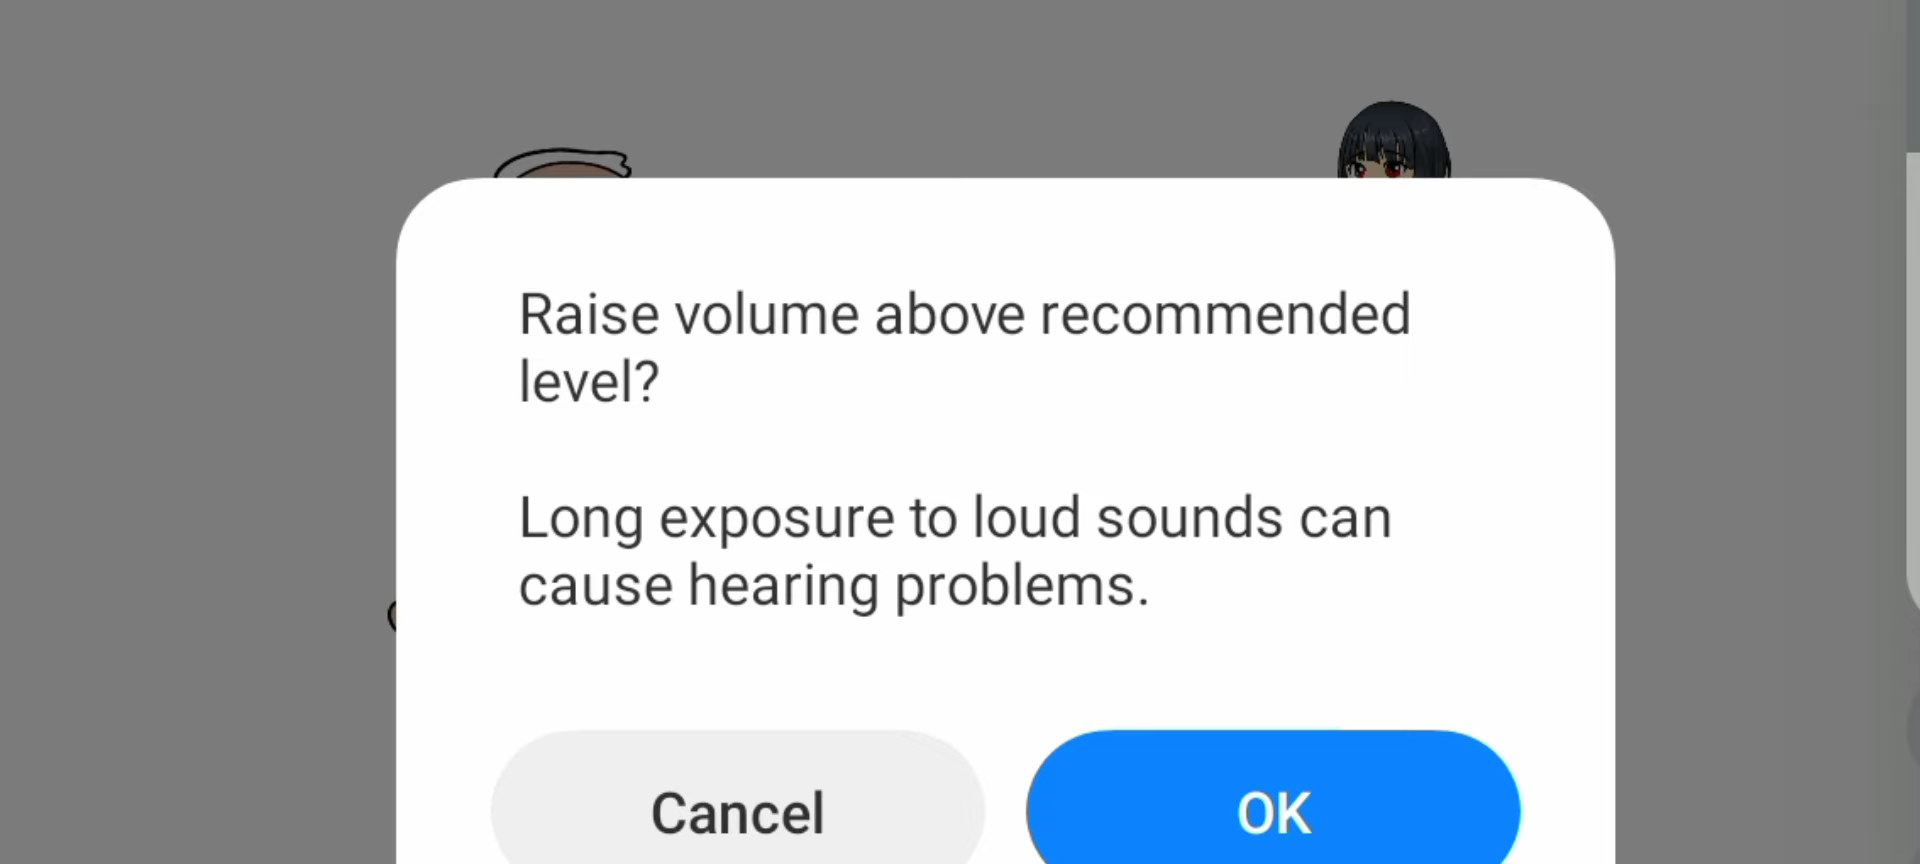 Raise volume above recommended
level?
Long exposure to loud sounds can
cause hearing problems.
Cancel
OK